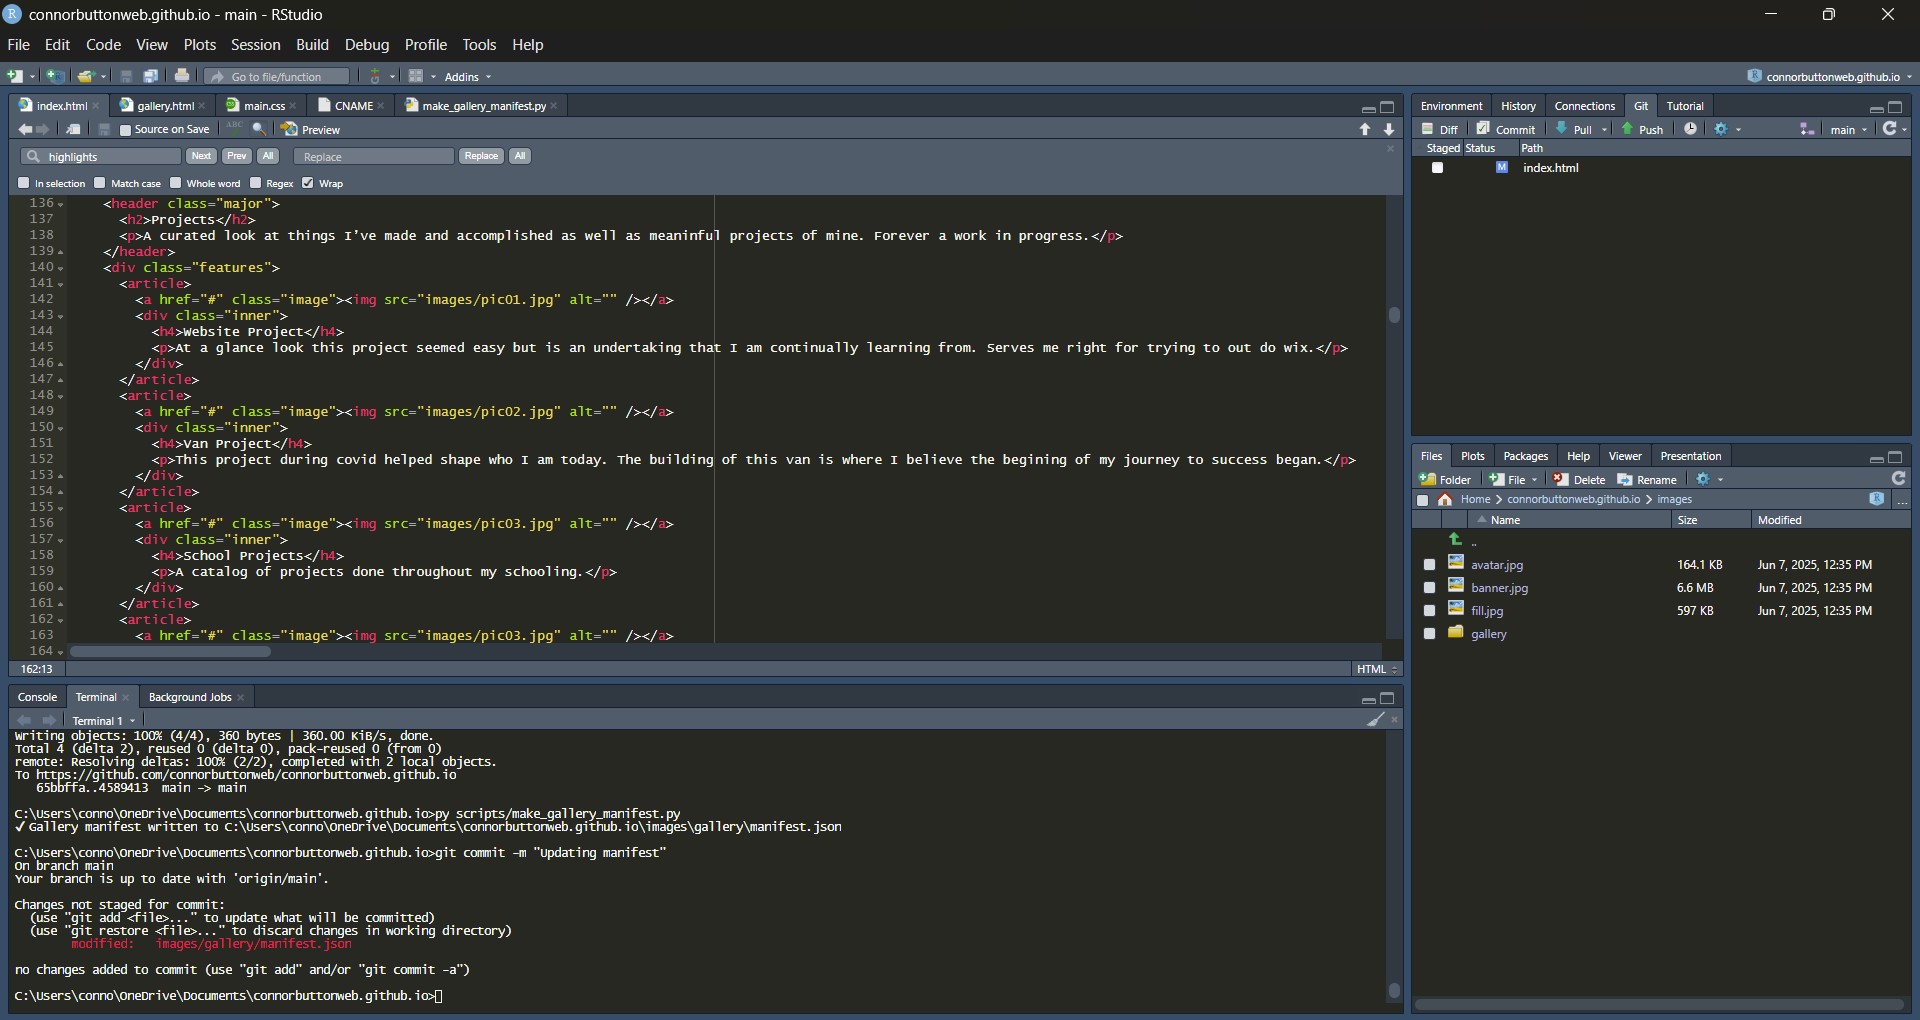 connorbuttonweb.github.io - main - RStudio
File Edit Code View Plots Session Build Debug Profile Tools Help
Go to file/function Addins connorbuttonweb.github.io
index.html gallery.html main.css CNAME make_gallery_manifest.py
Source on Save ABC Preview
highlights Next Prev All Replace Replace All
In selection Match case Whole word Regex Wrap
136 <header class="major">
137 <h2>Projects</h2>
138 <p>A curated look at things I've made and accomplished as well as meaninful projects of mine. Forever a work in progress.</p>
139 </header>
140 <div class="features">
141 <article>
142 <a href="#" class="image"><img src="images/pic01.jpg" alt="" /></a>
143 <div class="inner">
144 <h4>Website Project</h4>
145 <p>At a glance look this project seemed easy but is an undertaking that I am continually learning from. Serves me right for trying to out do wix.</p>
146 </div>
147 </article>
148 <article>
149 <a href="#" class="image"><img src="images/pic02.jpg" alt="" /></a>
150 <div class="inner">
151 <h4>Van Project</h4>
152 <p>This project during covid helped shape who I am today. The building of this van is where I believe the begining of my journey to success began.</p>
153 </div>
154 </article>
155 <article>
156 <a href="#" class="image"><img src="images/pic03.jpg" alt="" /></a>
157 <div class="inner">
158 <h4>School Projects</h4>
159 <p>A catalog of projects done throughout my schooling.</p>
160 </div>
161 </article>
162 <article>
163 <a href="#" class="image"><img src="images/pic03.jpg" alt="" /></a>
164
162:13 HTML
Console Terminal Background Jobs
Terminal 1
Writing objects: 100% (4/4), 360 bytes | 360.00 KiB/s, done.
Total 4 (delta 2), reused 0 (delta 0), pack-reused 0 (from 0)
remote: Resolving deltas: 100% (2/2), completed with 2 local objects.
To https://github.com/connorbuttonweb/connorbuttonweb.github.io
65bbffa..4589413 main -> main
C:\Users\conno\OneDrive\Documents\connorbuttonweb.github.io>py scripts/make_gallery_manifest.py
✓ Gallery manifest written to C:\Users\conno\OneDrive\Documents\connorbuttonweb.github.io\images\gallery\manifest.json
C:\Users\conno\OneDrive\Documents\connorbuttonweb.github.io>git commit -m "Updating manifest"
On branch main
Your branch is up to date with 'origin/main'.
Changes not staged for commit:
(use "git add <file>..." to update what will be committed)
(use "git restore <file>..." to discard changes in working directory)
modified: images/gallery/manifest.json
no changes added to commit (use "git add" and/or "git commit -a")
C:\Users\conno\OneDrive\Documents\connorbuttonweb.github.io>
Environment History Connections Git Tutorial
Diff Commit Pull Push main
Staged Status Path
M index.html
Files Plots Packages Help Viewer Presentation
Folder File Delete Rename
Home > connorbuttonweb.github.io > images ...
Name Size Modified
..
avatar.jpg 164.1 KB Jun 7, 2025, 12:35 PM
banner.jpg 6.6 MB Jun 7, 2025, 12:35 PM
fill.jpg 597 KB Jun 7, 2025, 12:35 PM
gallery